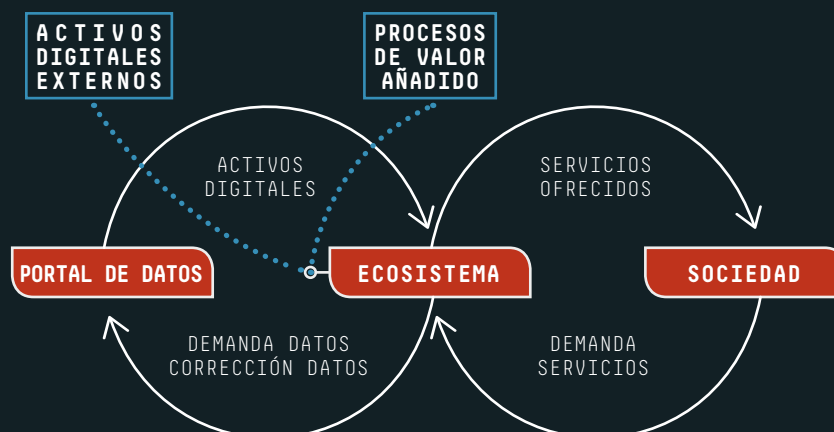 ACTIVOS
DIGITALES
EXTERNOS
PROCESOS
DE VALOR
AÑADIDO
ACTIVOS
DIGITALES
SERVICIOS
OFRECIDOS
PORTAL DE DATOS
ECOSISTEMA
SOCIEDAD
DEMANDA DATOS
CORRECCIÓN DATOS
DEMANDA
SERVICIOS